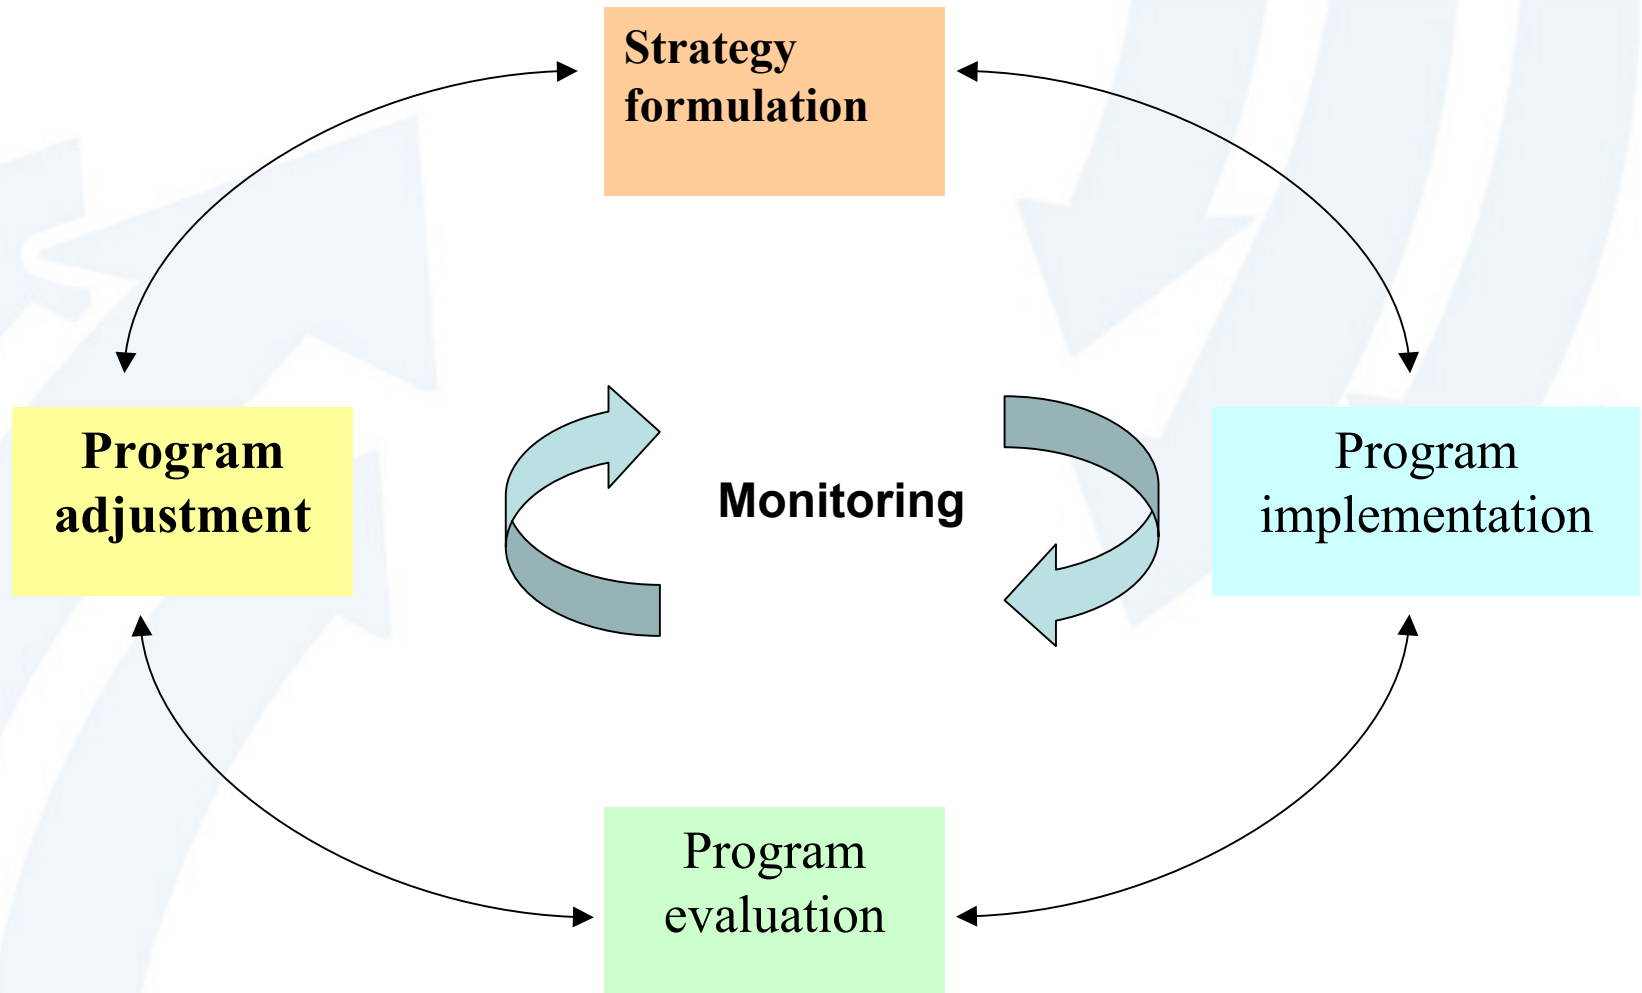 Strategy
formulation
Program
adjustment
Monitoring
Program
implementation
Program
evaluation